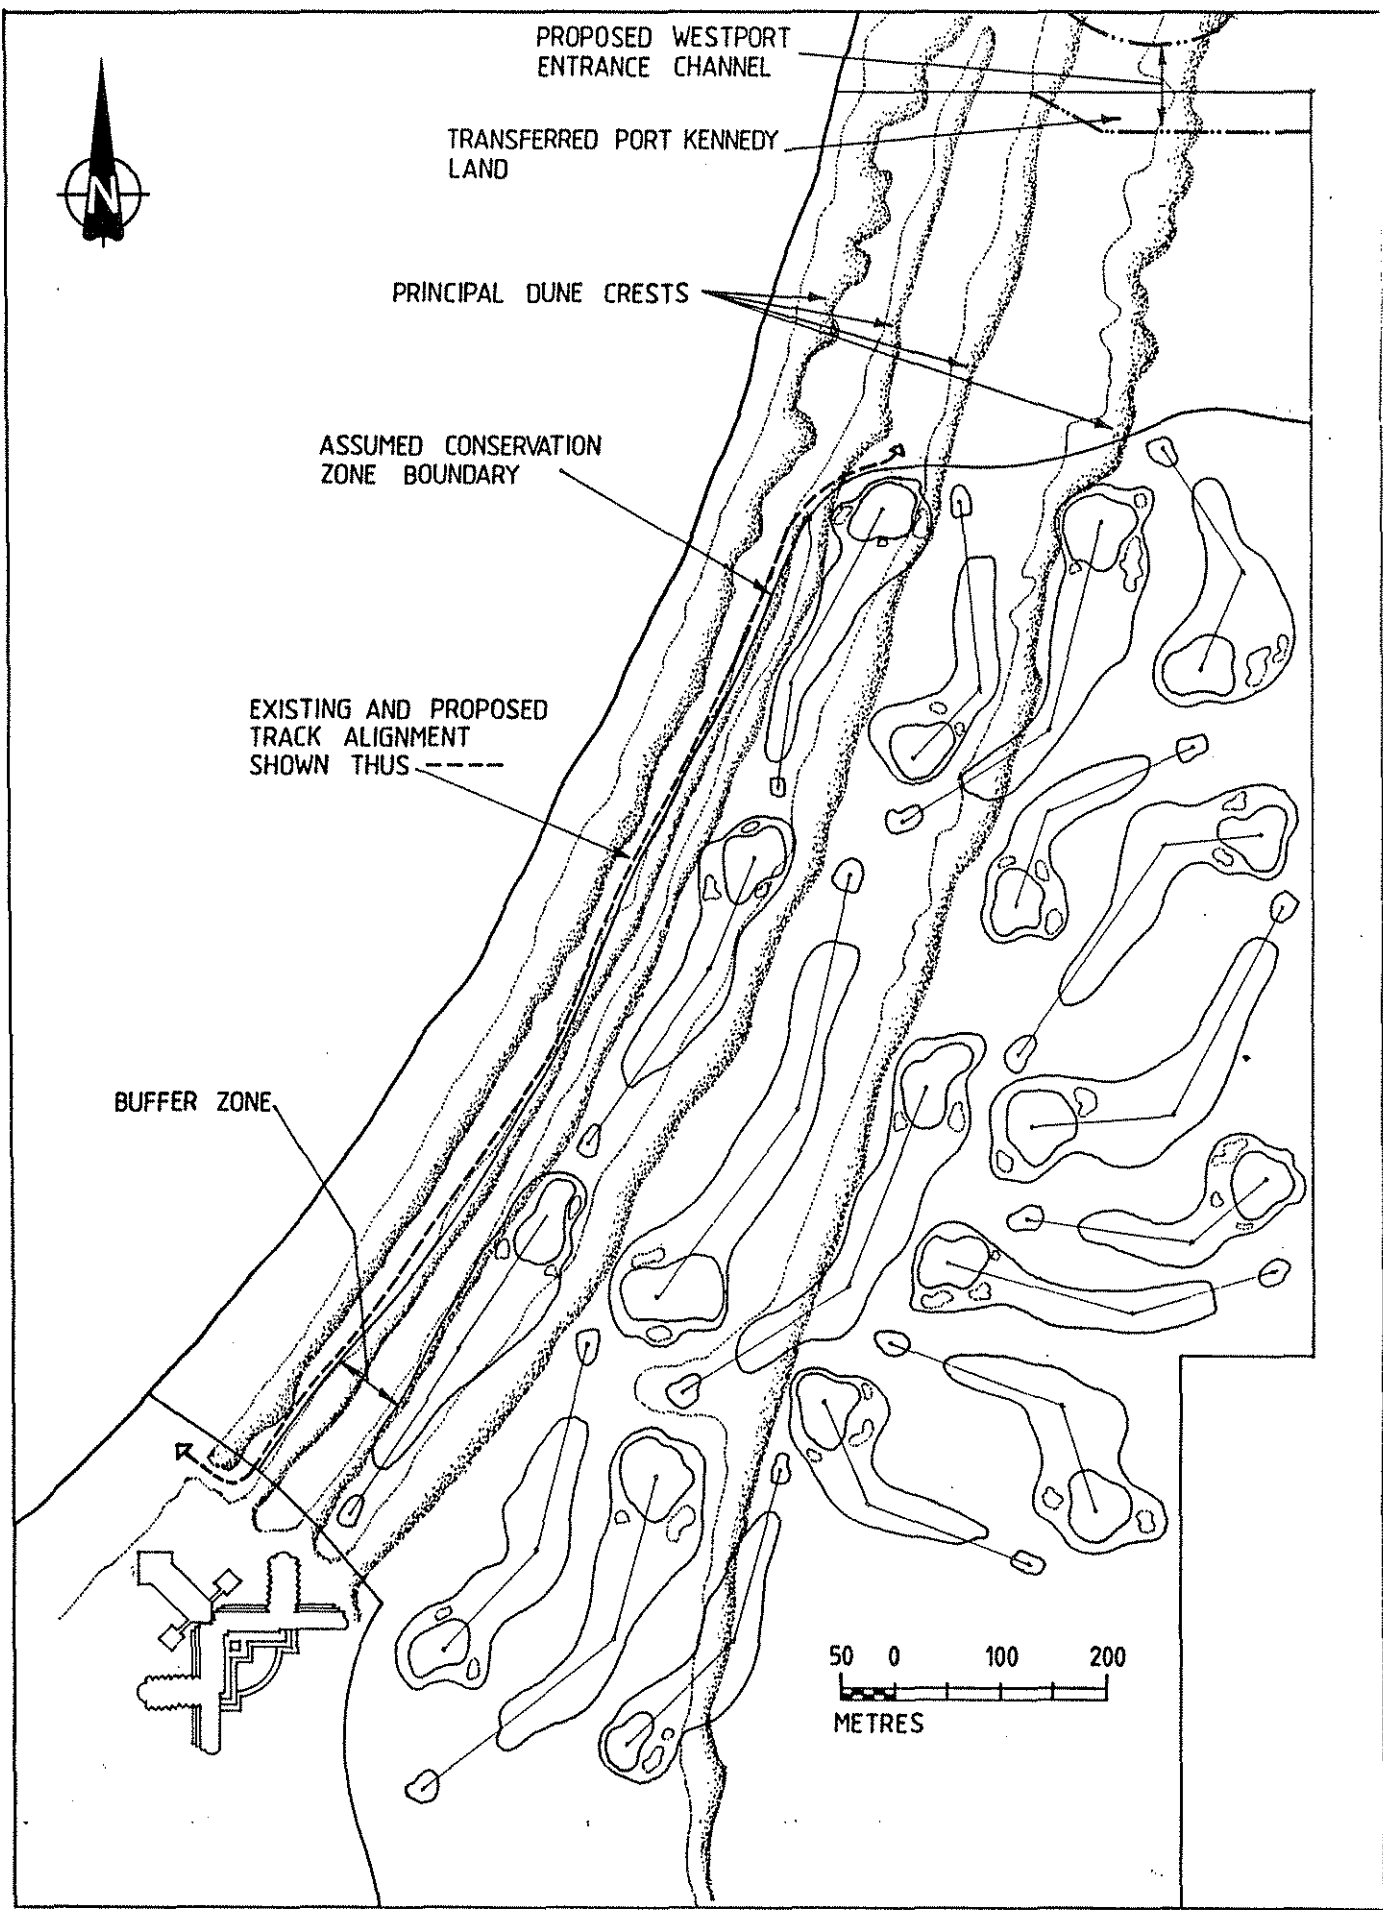 PROPOSED WESTPORT
ENTRANCE CHANNEL
TRANSFERRED PORT KENNEDY
LAND
N
PRINCIPAL DUNE CRESTS
ASSUMED CONSERVATION
ZONE BOUNDARY
EXISTING AND PROPOSED
TRACK ALIGNMENT
SHOWN THUS ----
BUFFER ZONE
50 0 100 200
METRES